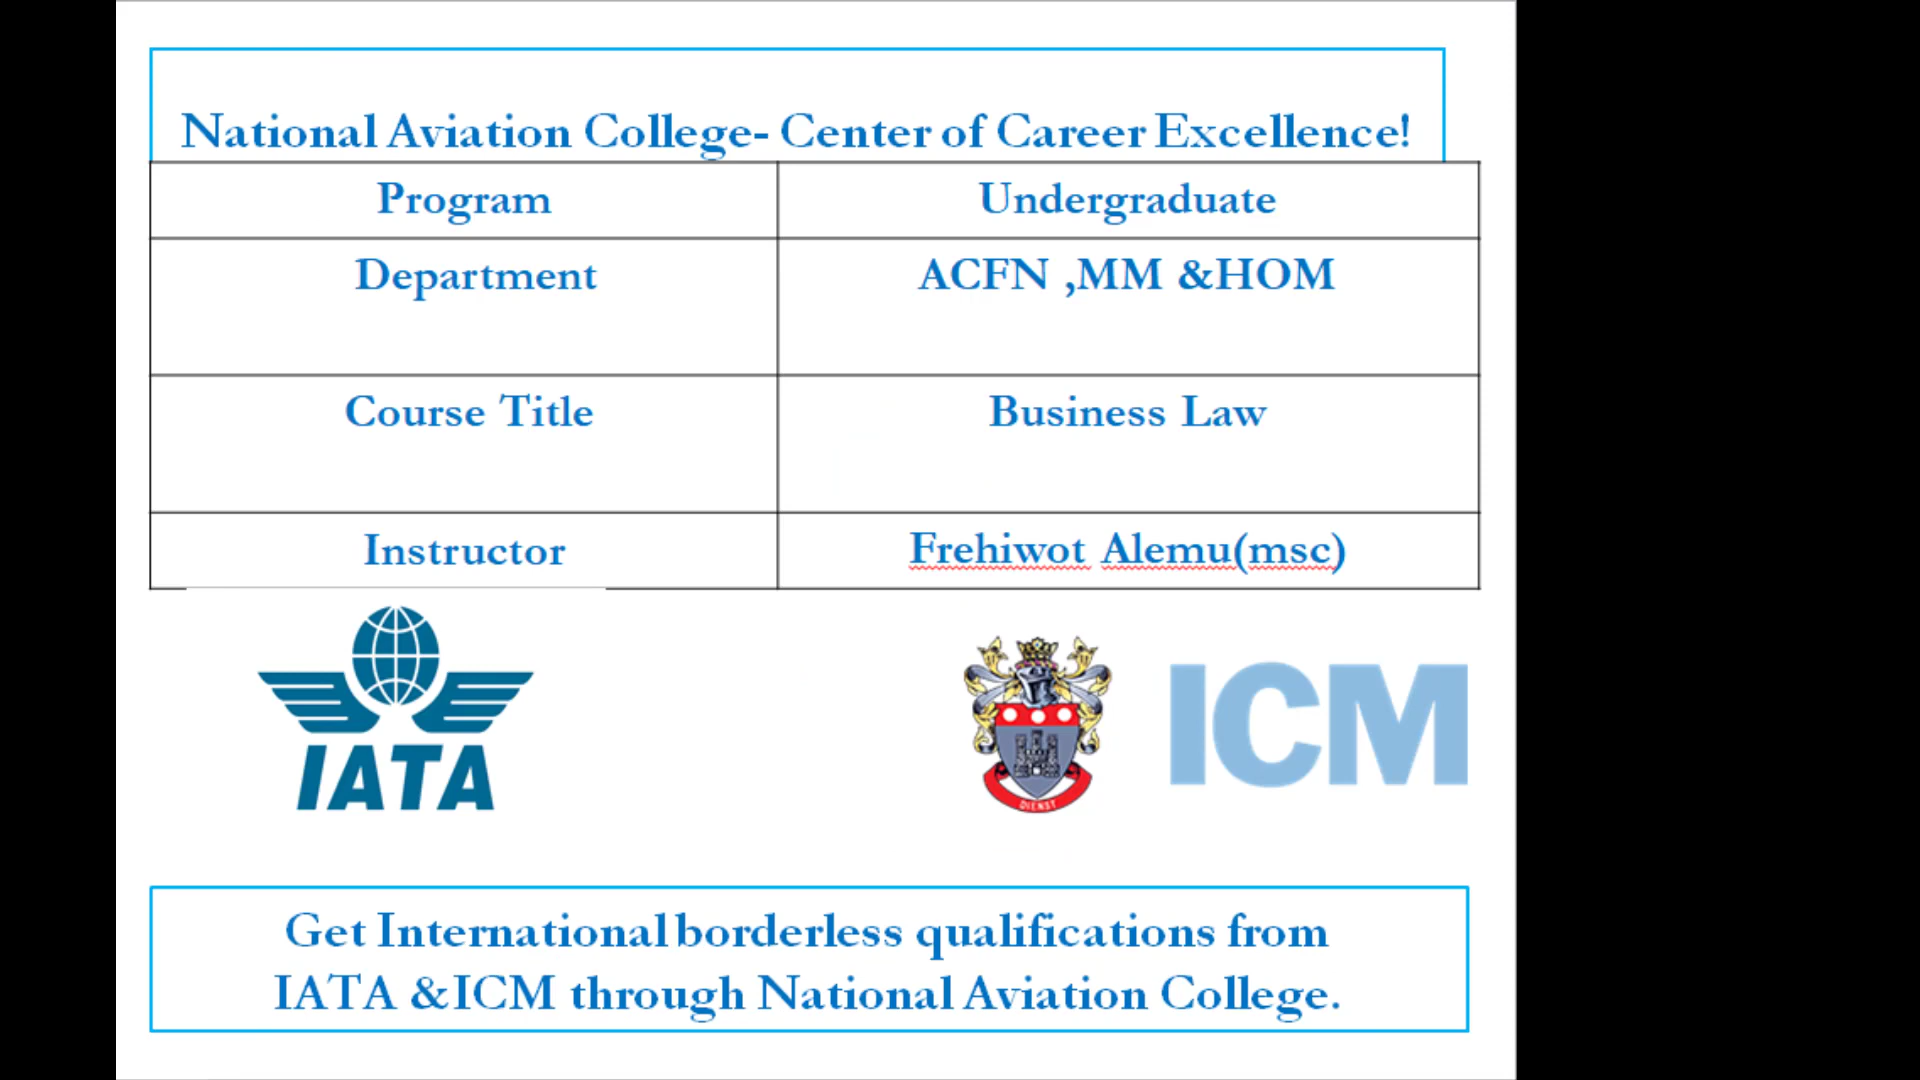 National Aviation College- Center of Career Excellence!
Program Undergraduate
Department ACFN ,MM &HOM
Course Title Business Law
Instructor Frehiwot Alemu(msc)
IATA
DIENST
ICM
Get International borderless qualifications from
IATA &ICM through National Aviation College.